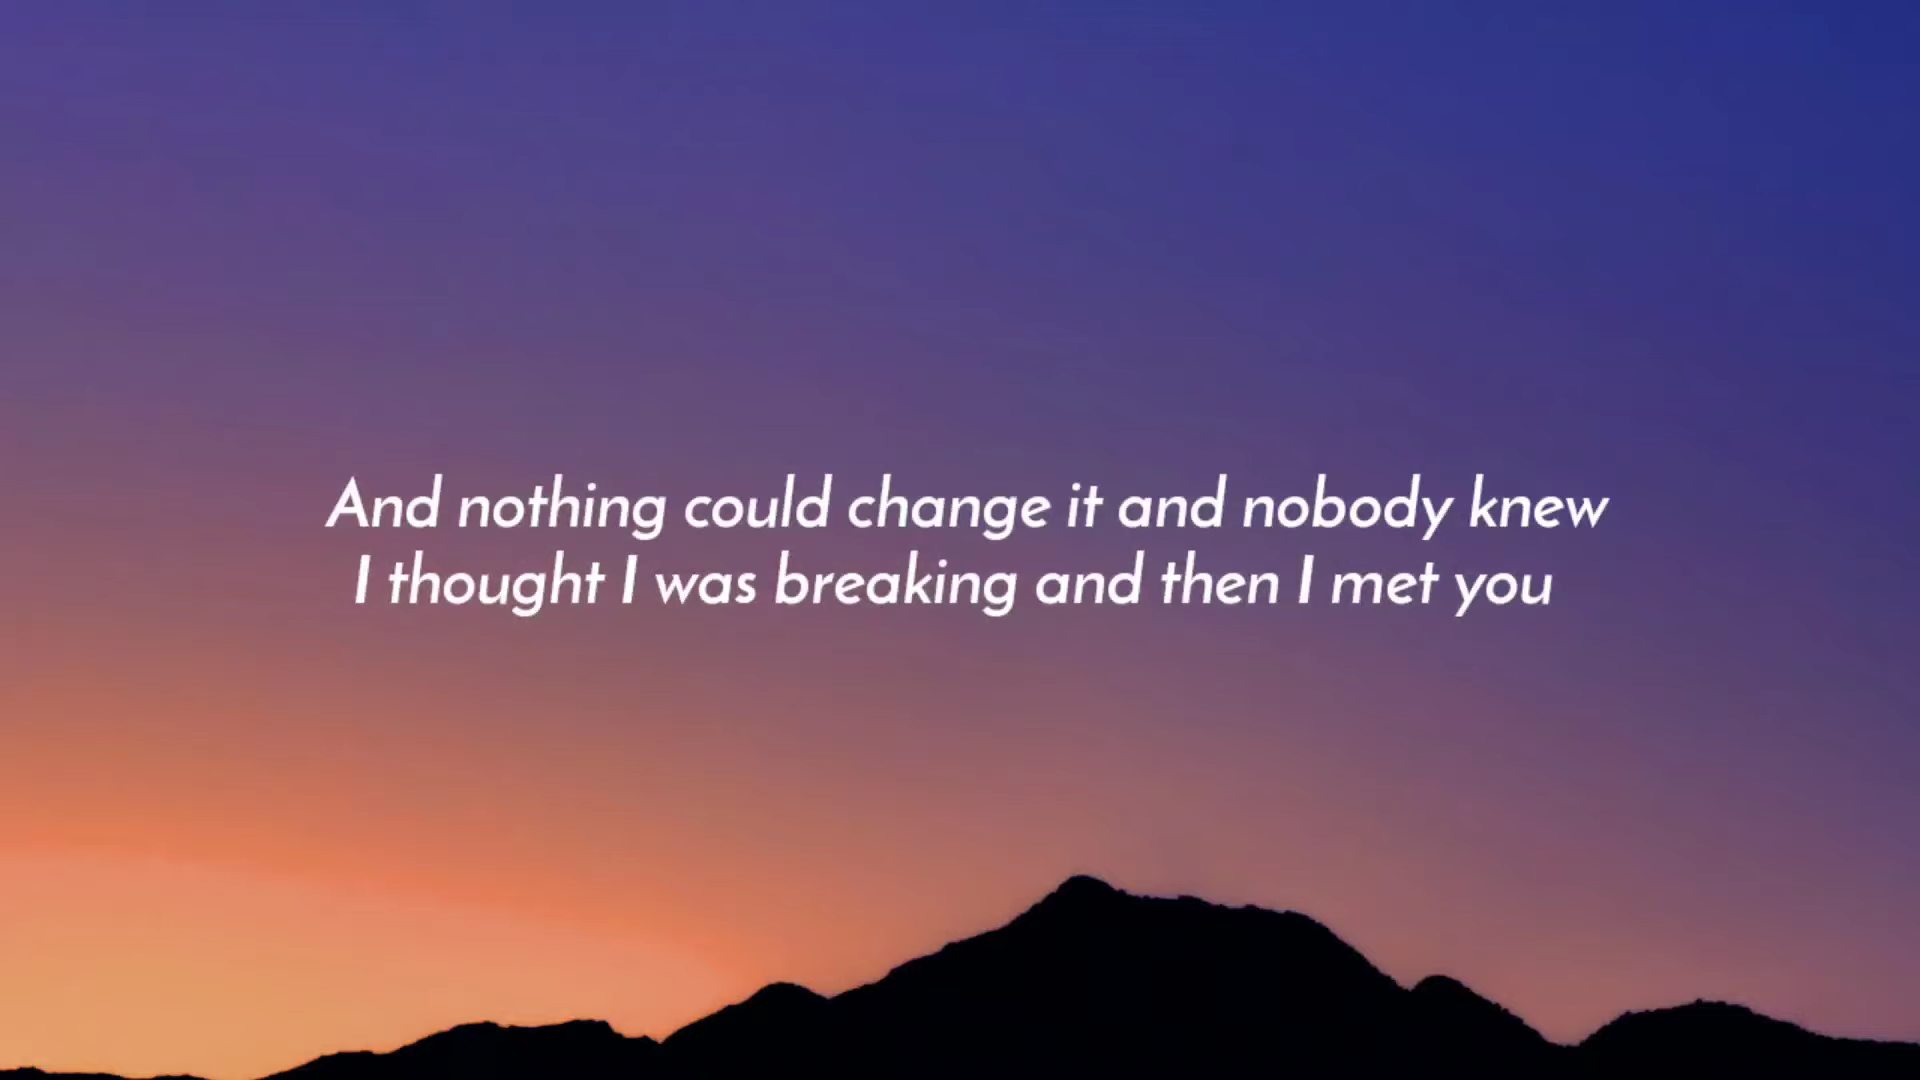 And nothing could change it and nobody knew
I thought I was breaking and then I met you